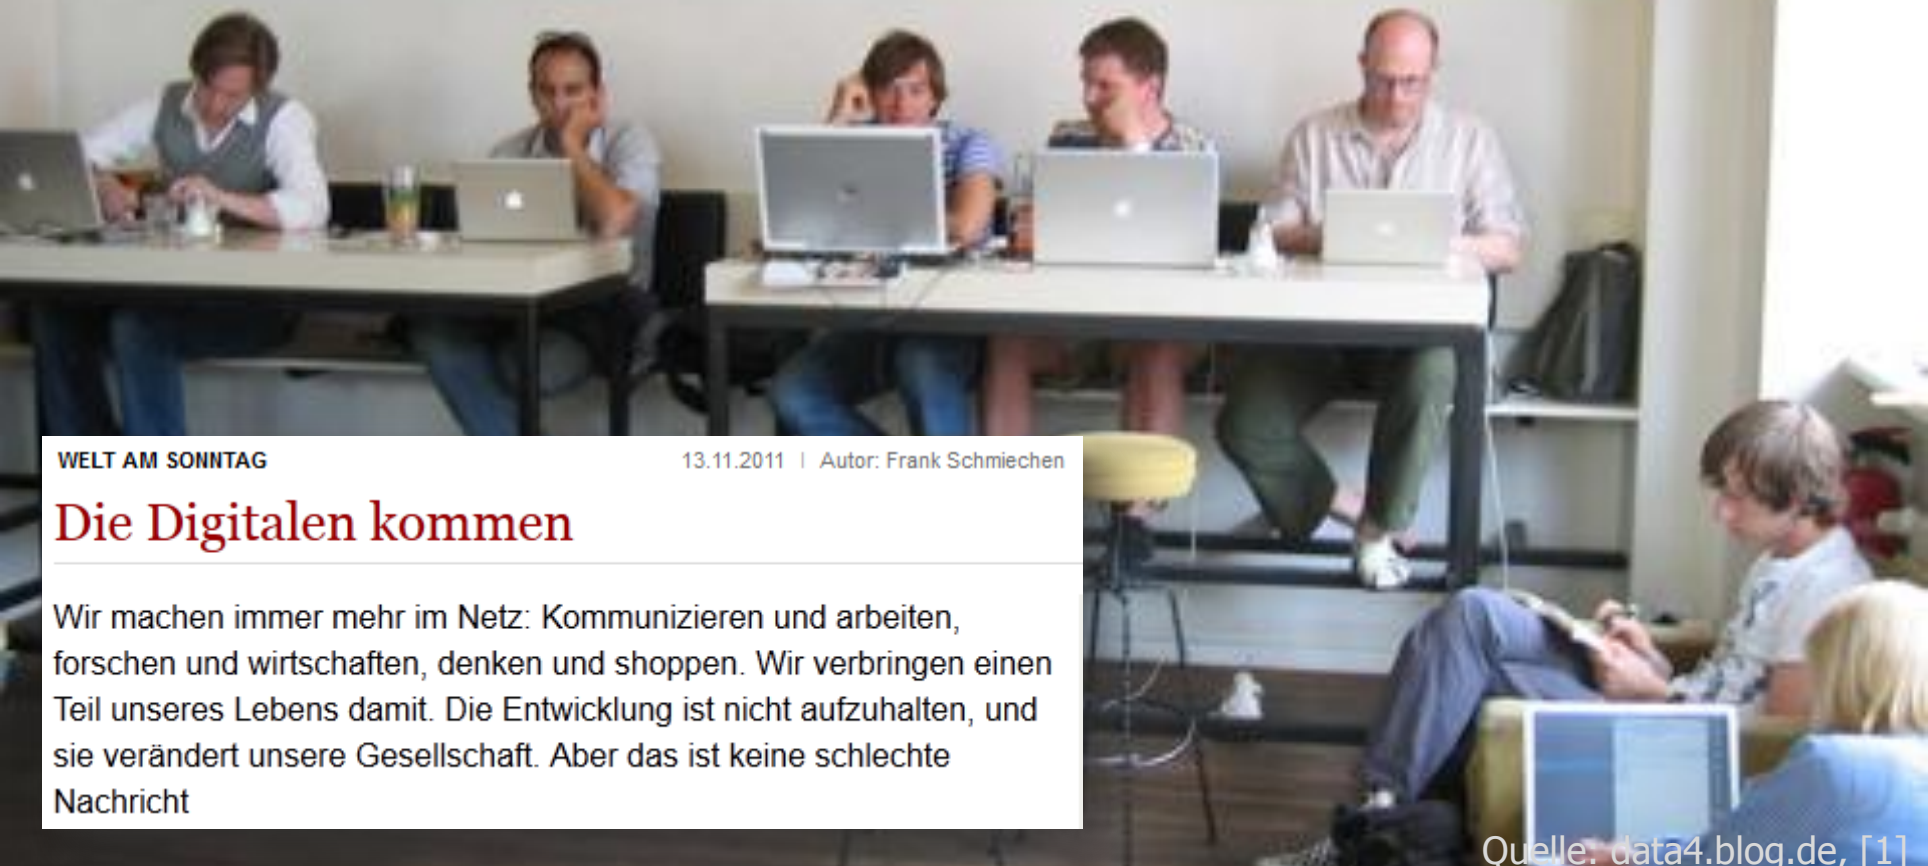 WELT AM SONNTAG
13.11.2011 | Autor: Frank Schmiechen
Die Digitalen kommen
Wir machen immer mehr im Netz: Kommunizieren und arbeiten,
forschen und wirtschaften, denken und shoppen. Wir verbringen einen
Teil unseres Lebens damit. Die Entwicklung ist nicht aufzuhalten, und
sie verändert unsere Gesellschaft. Aber das ist keine schlechte
Nachricht
Quelle: data4.blog.de, [1]